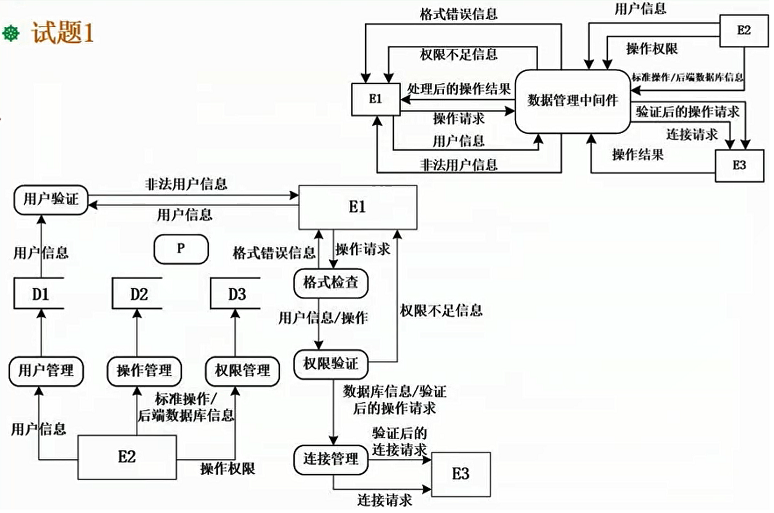 试题1
格式错误信息
用户信息
E2
权限不足信息
操作权限
处理后的操作结果
标准操作/后端数据库信息
E1
数据管理中间件
操作请求
验证后的操作请求
用户信息
连接请求
非法用户信息
操作结果
E3
用户验证
非法用户信息
用户信息
E1
P
用户信息
格式错误信息
操作请求
D1
D2
D3
格式检查
用户信息/操作
权限不足信息
用户管理
操作管理
权限管理
权限验证
标准操作/
后端数据库信息
数据库信息/验证
后的操作请求
用户信息
E2
操作权限
连接管理
验证后的
连接请求
E3
连接请求